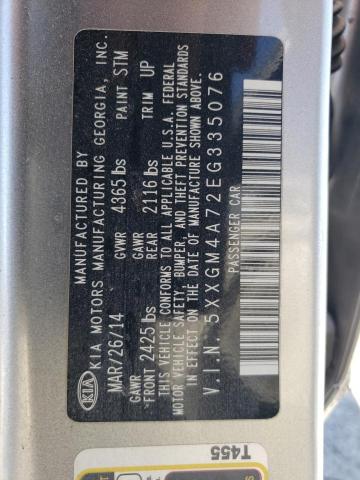 KIA
MANUFACTURED BY
KIA MOTORS MANUFACTURING GEORGIA, INC.
MAR/26/14 GVWR 4365 lbs PAINT STM
GAWR GAWR TRIM UP
FRONT 2425 lbs REAR 2116 lbs
THIS VEHICLE CONFORMS TO ALL APPLICABLE U.S.A. FEDERAL
MOTOR VEHICLE SAFETY, BUMPER, AND THEFT PREVENTION STANDARDS
IN EFFECT ON THE DATE OF MANUFACTURE SHOWN ABOVE.
V.I.N. 5XXGM4A72EG335076
PASSENGER CAR
T455